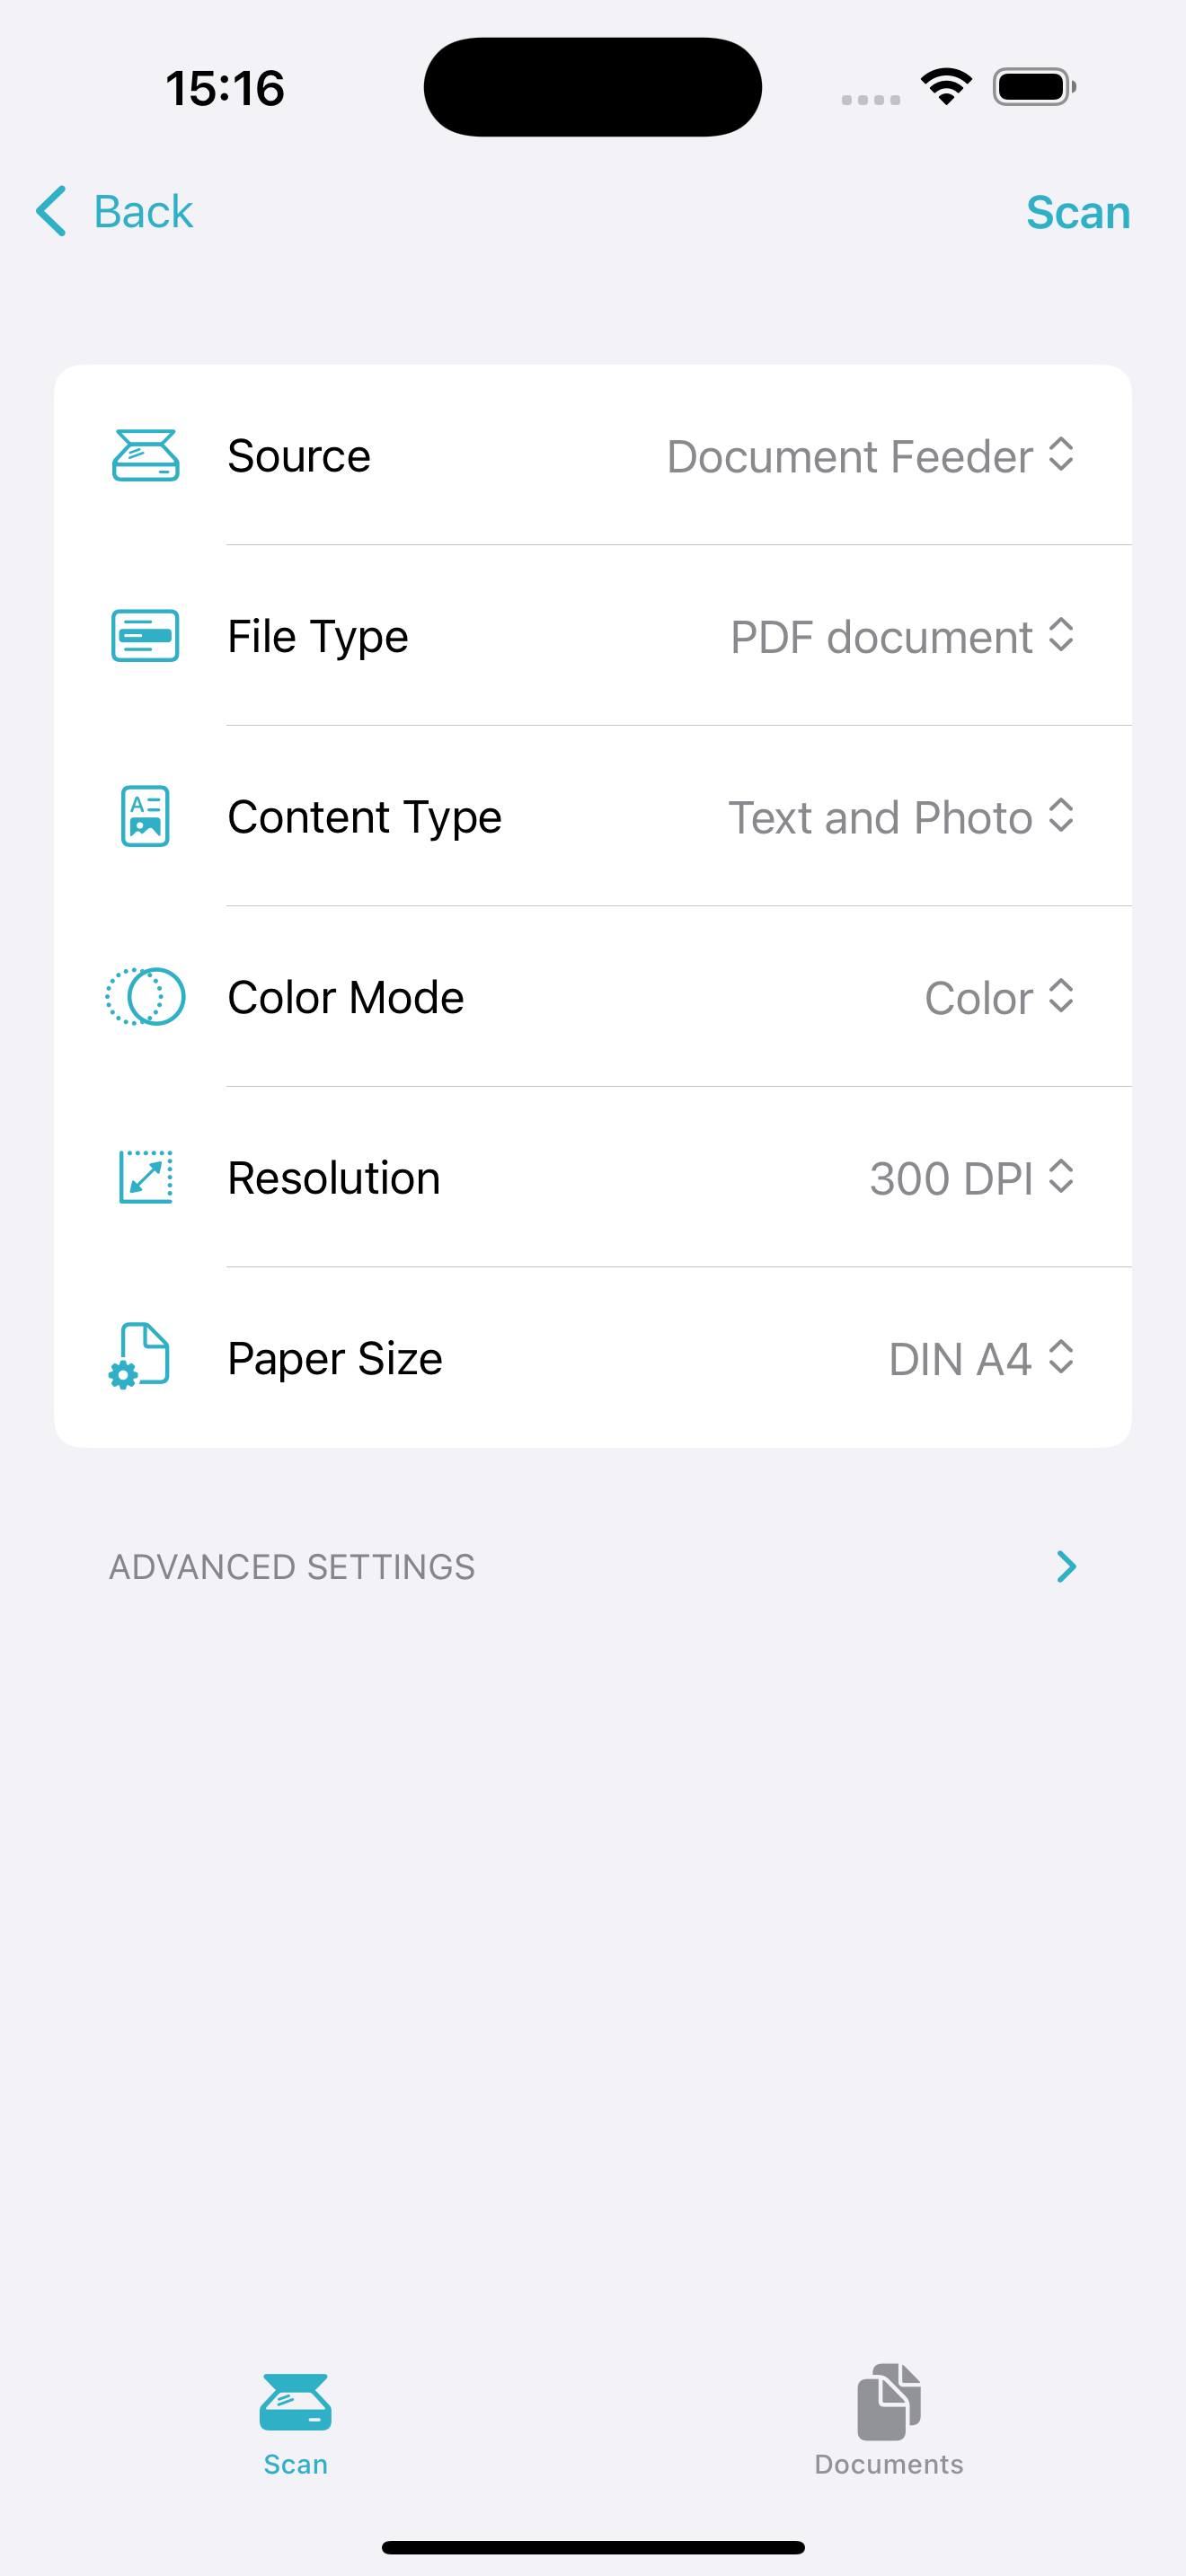 15:16
Back
Scan
Source
Document Feeder
File Type
PDF document
A
Content Type
Text and Photo
Color Mode
Color
Resolution
300 DPI
Paper Size
DIN A4
ADVANCED SETTINGS
Scan
Documents